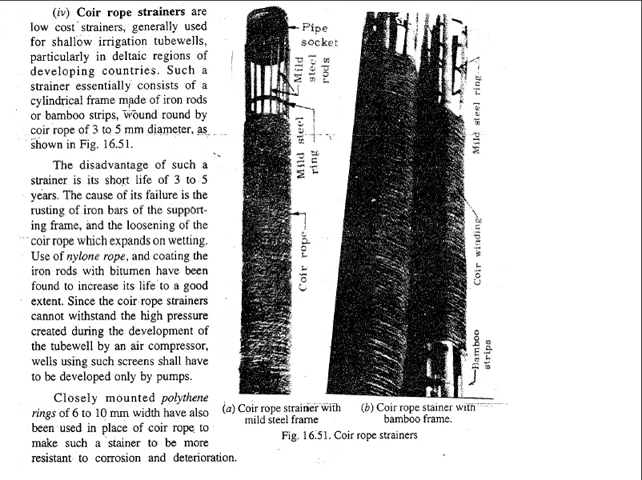 (iv) Coir rope strainers are
low cost strainers, generally used
for shallow irrigation tubewells,
particularly in deltaic regions of
developing countries. Such a
strainer essentially consists of a
cylindrical frame made of iron rods
or bamboo strips, wound round by
coir rope of 3 to 5 mm diameter, as
shown in Fig. 16.51.
The disadvantage of such a
strainer is its short life of 3 to 5
years. The cause of its failure is the
rusting of iron bars of the support-
ing frame, and the loosening of the
coir rope which expands on wetting.
Use of nylone rope, and coating the
iron rods with bitumen have been
found to increase its life to a good
extent. Since the coir rope strainers
cannot withstand the high pressure
created during the development of
the tubewell by an air compressor,
wells using such screens shall have
to be developed only by pumps.
Closely mounted polythene
rings of 6 to 10 mm width have also
been used in place of coir rope to
make such a stainer to be more
resistant to corrosion and deterioration.
Pipe
socket
Mild
steel
rods
Mild steel
ring
Coir rope
Mild steel ring
Coir winding
Bamboo
strips
(a) Coir rope strainer with
mild steel frame
(b) Coir rope stainer with
bamboo frame.
Fig. 16.51. Coir rope strainers